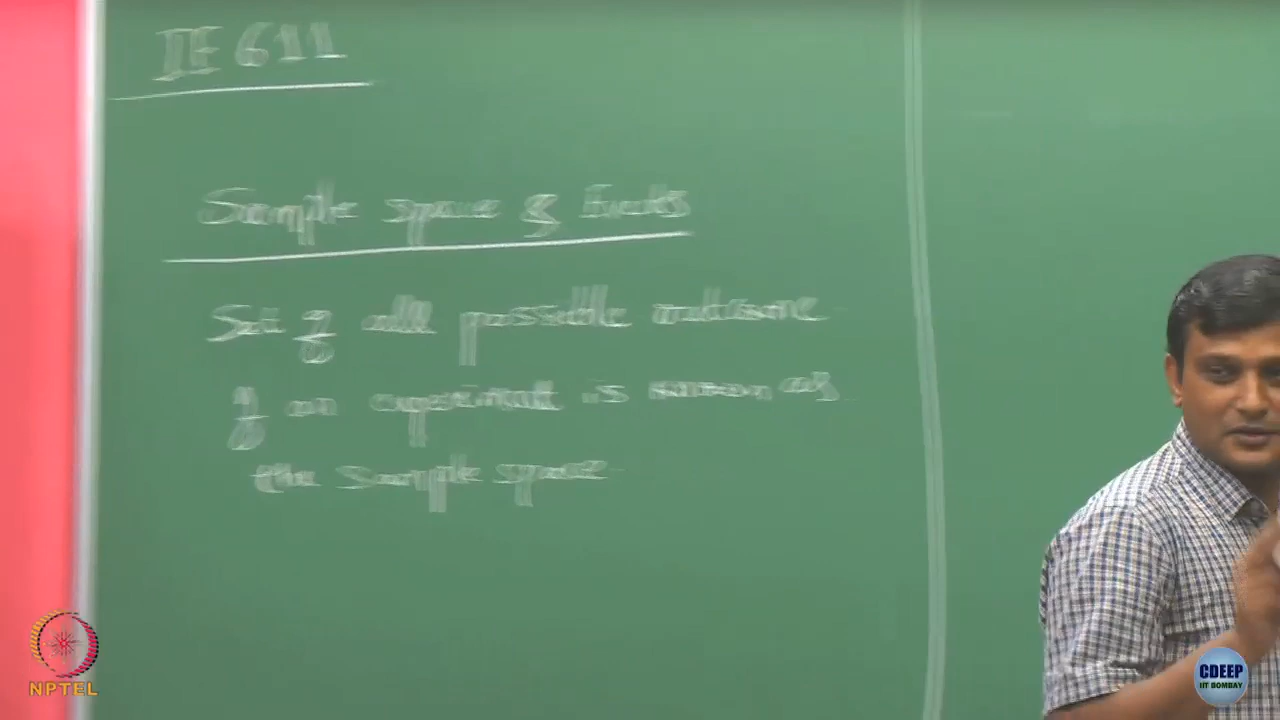 IE 611
Sample space & Events
Set of all possible outcome
of an experiment is known as
the sample space
NPTEL
CDEEP
IIT BOMBAY